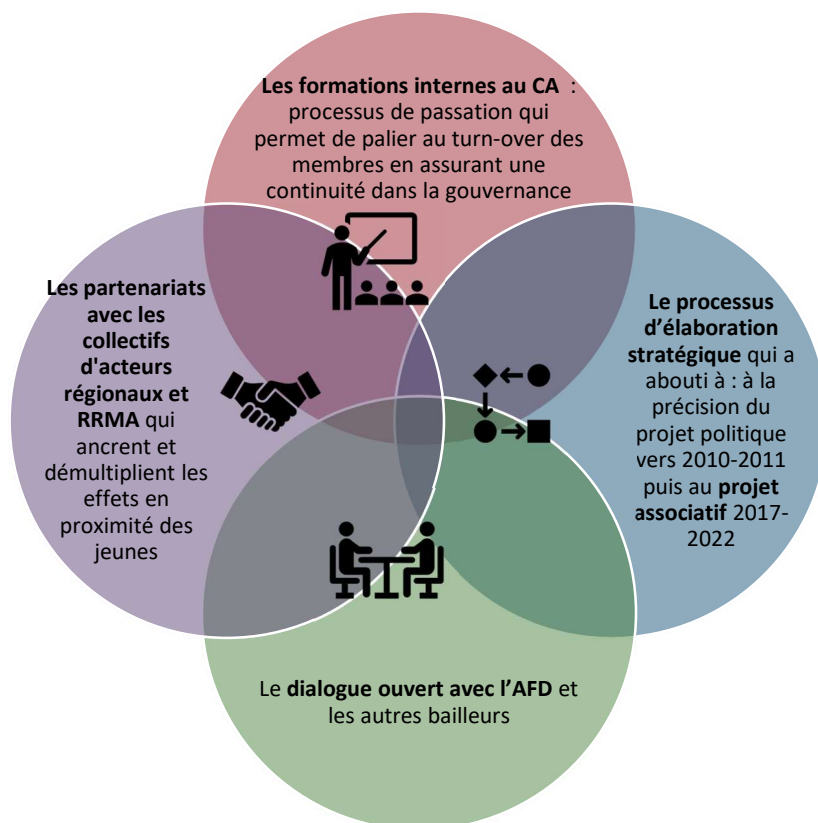 Les formations internes au CA  :
processus de passation qui
permet de palier au turn-over des
membres en assurant une
continuité dans la gouvernance
Les partenariats
avec les
collectifs
d'acteurs
régionaux et
RRMA qui
ancrent et
démultiplient les
effets en
proximité des
jeunes
Le processus
d’élaboration
stratégique qui a
abouti à : à la
précision du
projet politique
vers 2010-2011
puis au projet
associatif 2017-
2022
Le dialogue ouvert avec l’AFD et
les autres bailleurs